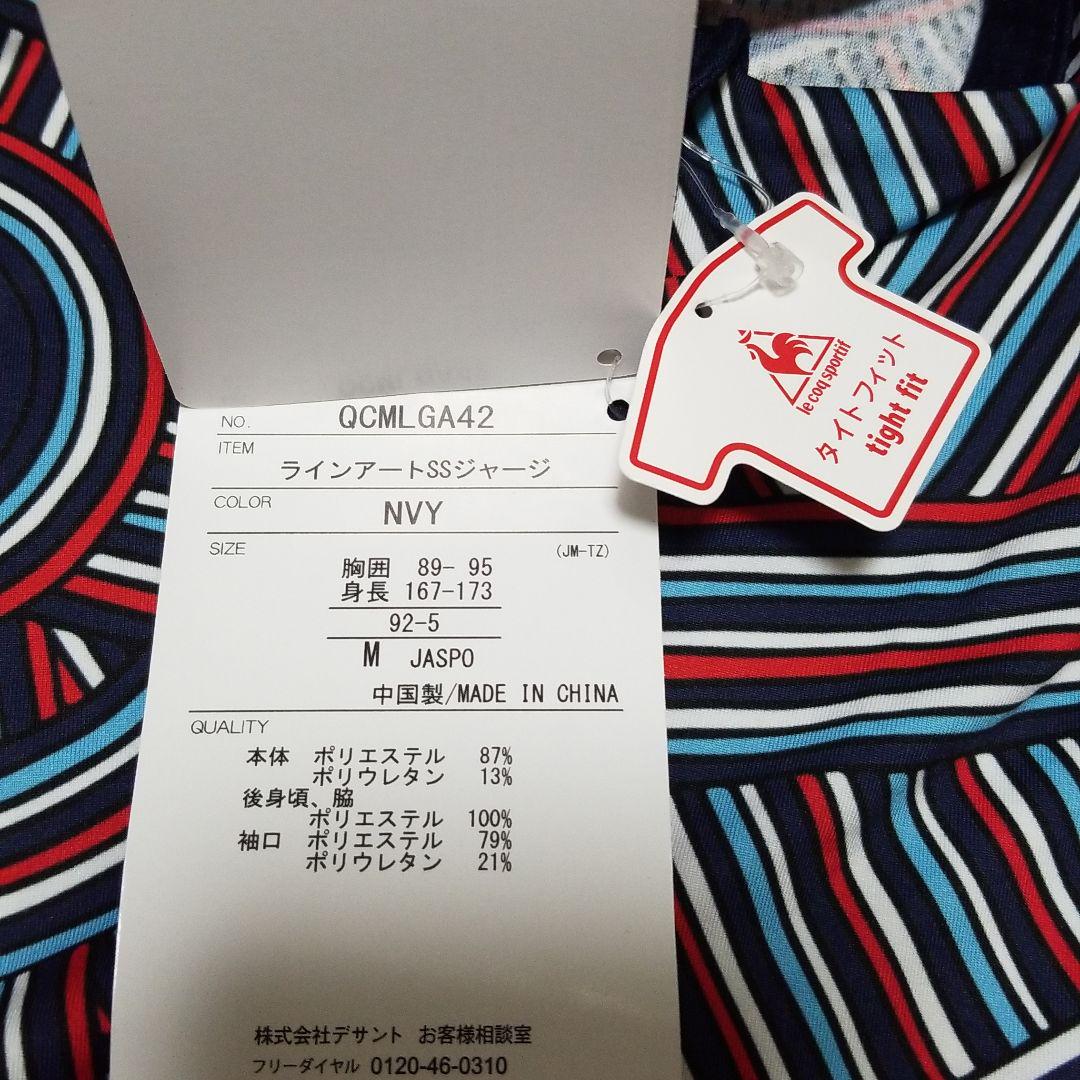 NO. QCMLGA42
ITEM
ラインアートSSジャージ
COLOR
NVY
SIZE
(JM-TZ)
胸囲 89- 95
身長 167-173
92-5
M JASPO
中国製/MADE IN CHINA
QUALITY
本体 ポリエステル 87%
ポリウレタン 13%
後身頃、脇
ポリエステル 100%
袖口 ポリエステル 79%
ポリウレタン 21%
株式会社デサント お客様相談室
フリーダイヤル 0120-46-0310
le coq sportif
タイトフィット
tight fit